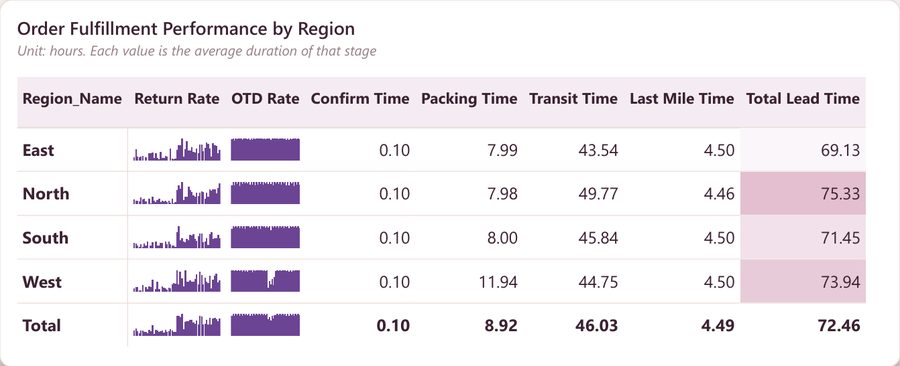 Order Fulfillment Performance by Region
Unit: hours. Each value is the average duration of that stage
Region_Name Return Rate OTD Rate Confirm Time Packing Time Transit Time Last Mile Time Total Lead Time
East 0.10 7.99 43.54 4.50 69.13
North 0.10 7.98 49.77 4.46 75.33
South 0.10 8.00 45.84 4.50 71.45
West 0.10 11.94 44.75 4.50 73.94
Total 0.10 8.92 46.03 4.49 72.46